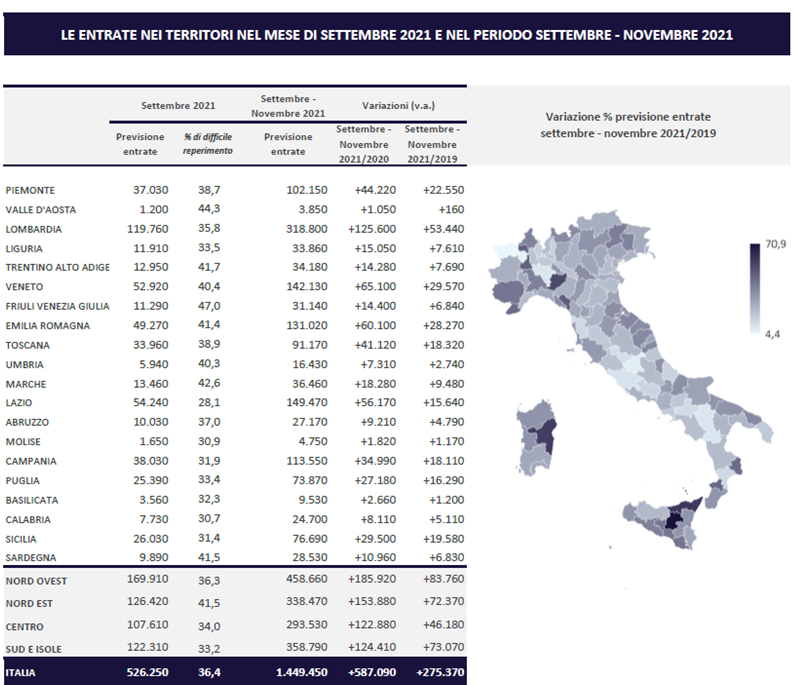 LE ENTRATE NEI TERRITORI NEL MESE DI SETTEMBRE 2021 E NEL PERIODO SETTEMBRE - NOVEMBRE 2021
Settembre 2021 Settembre - Novembre 2021 Variazioni (v.a.)
Previsione entrate % di difficile reperimento Previsione entrate Settembre - Novembre 2021/2020 Settembre - Novembre 2021/2019
PIEMONTE 37.030 38,7 102.150 +44.220 +22.550
VALLE D'AOSTA 1.200 44,3 3.850 +1.050 +160
LOMBARDIA 119.760 35,8 318.800 +125.600 +53.440
LIGURIA 11.910 33,5 33.860 +15.050 +7.610
TRENTINO ALTO ADIGE 12.950 41,7 34.180 +14.280 +7.690
VENETO 52.920 40,4 142.130 +65.100 +29.570
FRIULI VENEZIA GIULIA 11.290 47,0 31.140 +14.400 +6.840
EMILIA ROMAGNA 49.270 41,4 131.020 +60.100 +28.270
TOSCANA 33.960 38,9 91.170 +41.120 +18.320
UMBRIA 5.940 40,3 16.430 +7.310 +2.740
MARCHE 13.460 42,6 36.460 +18.280 +9.480
LAZIO 54.240 28,1 149.470 +56.170 +15.640
ABRUZZO 10.030 37,0 27.170 +9.210 +4.790
MOLISE 1.650 30,9 4.750 +1.820 +1.170
CAMPANIA 38.030 31,9 113.550 +34.990 +18.110
PUGLIA 25.390 33,4 73.870 +27.180 +16.290
BASILICATA 3.560 32,3 9.530 +2.660 +1.200
CALABRIA 7.730 30,7 24.700 +8.110 +5.110
SICILIA 26.030 31,4 76.690 +29.500 +19.580
SARDEGNA 9.890 41,5 28.530 +10.960 +6.830
NORD OVEST 169.910 36,3 458.660 +185.920 +83.760
NORD EST 126.420 41,5 338.470 +153.880 +72.370
CENTRO 107.610 34,0 293.530 +122.880 +46.180
SUD E ISOLE 122.310 33,2 358.790 +124.410 +73.070
ITALIA 526.250 36,4 1.449.450 +587.090 +275.370
Variazione % previsione entrate
settembre - novembre 2021/2019
70,9
4,4